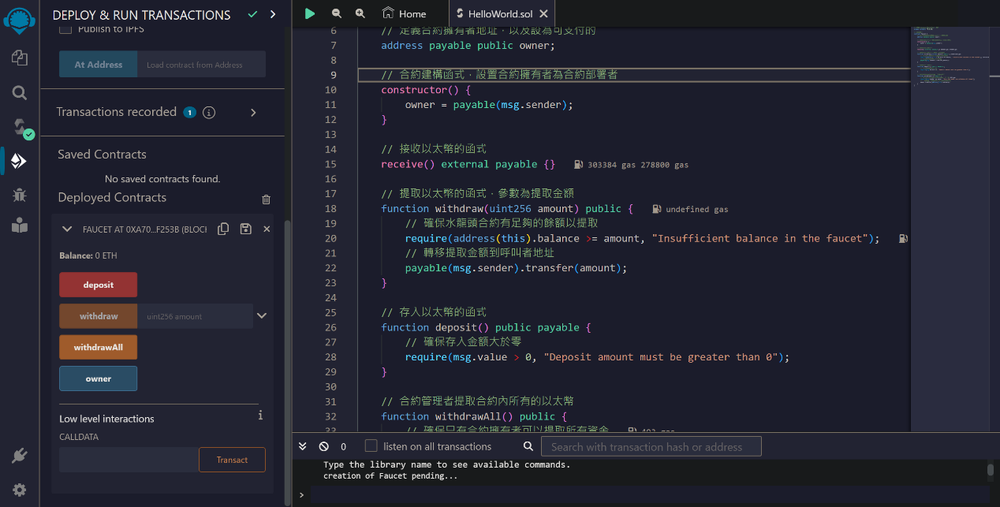 DEPLOY & RUN TRANSACTIONS
Publish to IPFS
At Address
Load contract from Address
Transactions recorded 1 i
Saved Contracts
No saved contracts found.
Deployed Contracts
FAUCET AT 0XA70...F253B (BLOCK
Balance: 0 ETH
deposit
withdraw
uint256 amount
withdrawAll
owner
Low level interactions
i
CALLDATA
Transact
Home
HelloWorld.sol
6 // 定義合約擁有者地址，以及設為可支付的
7 address payable public owner;
8
9 // 合約建構函式，設置合約擁有者為合約部署者
10 constructor() {
11 owner = payable(msg.sender);
12 }
13
14 // 接收以太幣的函式
15 receive() external payable {} 303384 gas 278800 gas
16
17 // 提取以太幣的函式，參數為提取金額
18 function withdraw(uint256 amount) public { undefined gas
19 // 確保水龍頭合約有足夠的餘額以提取
20 require(address(this).balance >= amount, "Insufficient balance in the faucet");
21 // 轉移提取金額到呼叫者地址
22 payable(msg.sender).transfer(amount);
23 }
24
25 // 存入以太幣的函式
26 function deposit() public payable {
27 // 確保存入金額大於零
28 require(msg.value > 0, "Deposit amount must be greater than 0");
29 }
30
31 // 合約管理者提取合約內所有的以太幣
32 function withdrawAll() public {
33 // 確保只有合約擁有者可以提取所有資金 402 gas
0
listen on all transactions
Search with transaction hash or address
Type the library name to see available commands.
creation of Faucet pending...
>